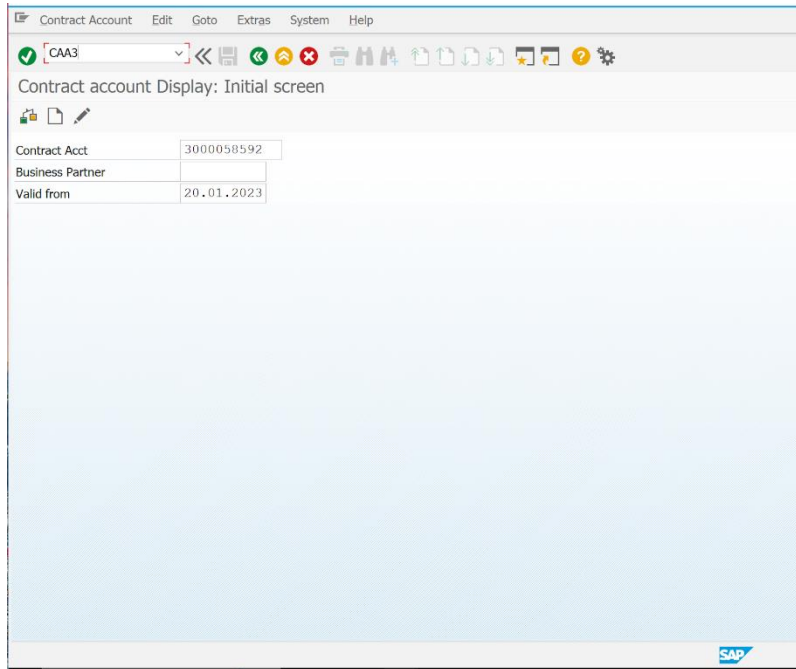 Contract Account Edit Goto Extras System Help
CAA3
Contract account Display: Initial screen
Contract Acct 3000058592
Business Partner
Valid from 20.01.2023
SAP